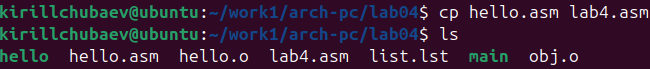 kirillchubaev@ubuntu:~/work1/arch-pc/lab04$ cp hello.asm lab4.asm
kirillchubaev@ubuntu:~/work1/arch-pc/lab04$ ls
hello  hello.asm  hello.o  lab4.asm  list.lst  main  obj.o